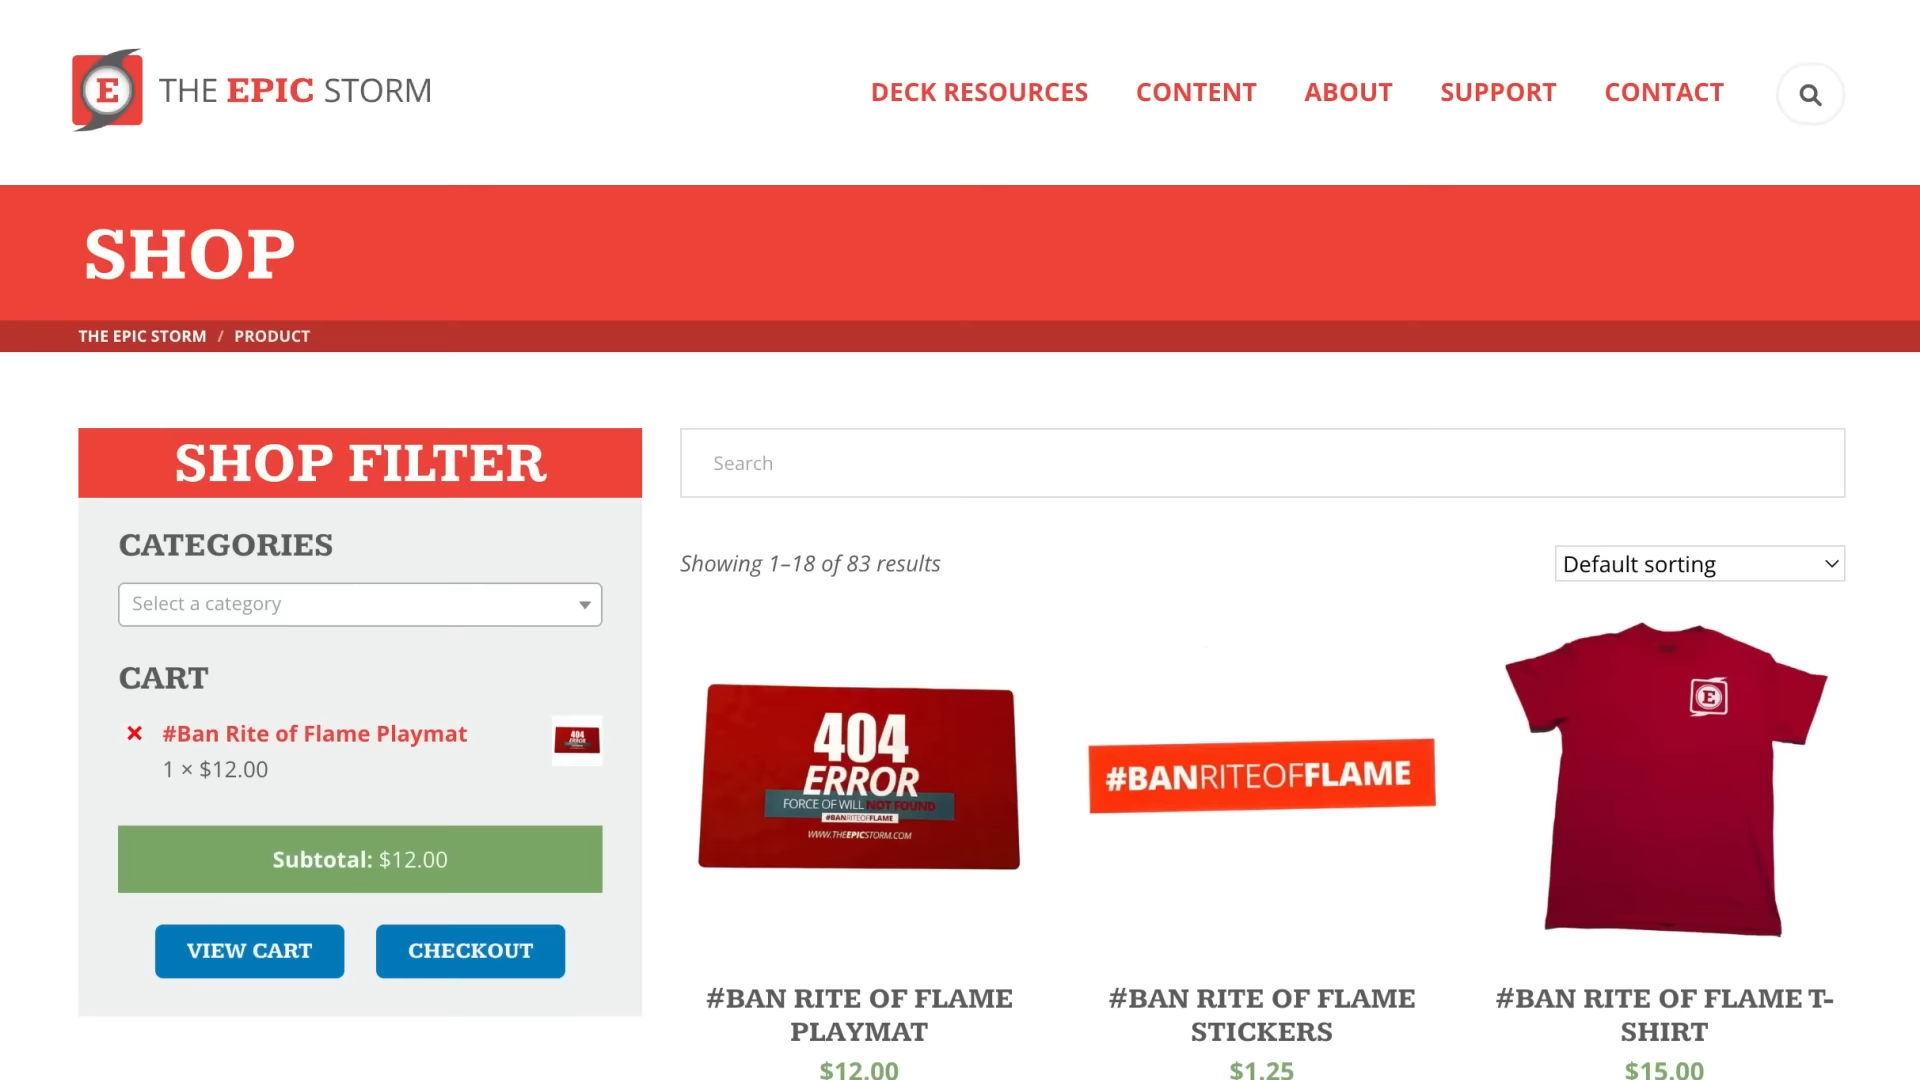 E
THE EPIC STORM
DECK RESOURCES
CONTENT
ABOUT
SUPPORT
CONTACT
SHOP
THE EPIC STORM / PRODUCT
SHOP FILTER
CATEGORIES
Select a category
CART
#Ban Rite of Flame Playmat
1 × $12.00
404
ERROR
Subtotal: $12.00
VIEW CART
CHECKOUT
Search
Showing 1–18 of 83 results
Default sorting
404
ERROR
FORCE OF WILL NOT FOUND
#BANRITEOFFLAME
WWW.THEEPICSTORM.COM
#BAN RITE OF FLAME
PLAYMAT
$12.00
#BANRITEOFFLAME
#BAN RITE OF FLAME
STICKERS
$1.25
E
#BAN RITE OF FLAME T-
SHIRT
$15.00